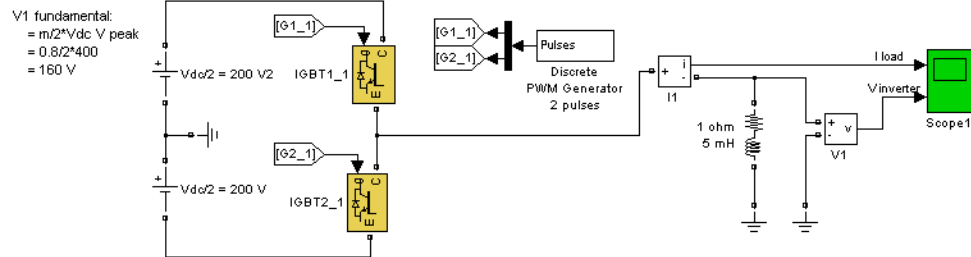 V1 fundamental:
= m/2*Vdc V peak
= 0.8/2*400
= 160 V
Vdc/2 = 200 V2
Vdc/2 = 200 V
[G1_1]
g C
E
IGBT1_1
[G2_1]
g C
E
IGBT2_1
[G1_1]
[G2_1]
Pulses
Discrete
PWM Generator
2 pulses
+ i
-
I1
I load
Vinverter
1 ohm
5 mH
+ v
-
V1
Scope1